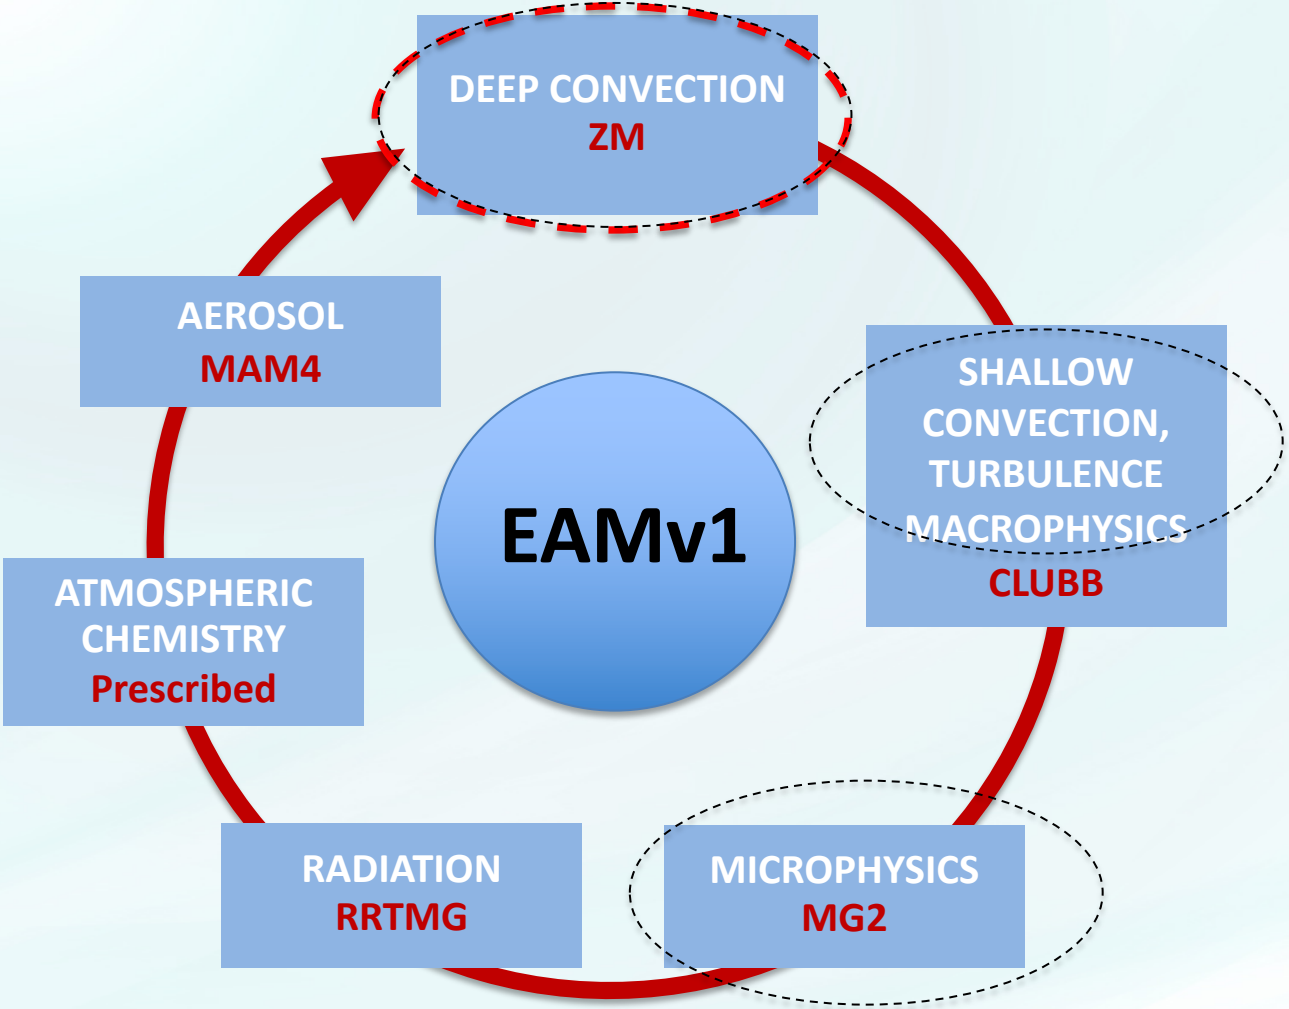 DEEP CONVECTION
ZM
SHALLOW
CONVECTION,
TURBULENCE
MACROPHYSICS
CLUBB
MICROPHYSICS
MG2
RADIATION
RRTMG
ATMOSPHERIC
CHEMISTRY
Prescribed
AEROSOL
MAM4
EAMv1